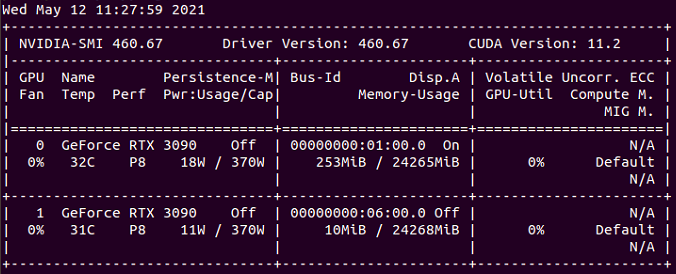 Wed May 12 11:27:59 2021
+-----------------------------------------------------------------------------+
| NVIDIA-SMI 460.67       Driver Version: 460.67       CUDA Version: 11.2     |
|-------------------------------+----------------------+----------------------+
| GPU  Name        Persistence-M| Bus-Id        Disp.A | Volatile Uncorr. ECC |
| Fan  Temp  Perf  Pwr:Usage/Cap|         Memory-Usage | GPU-Util  Compute M. |
|                               |                      |               MIG M. |
|===============================+======================+======================|
|   0  GeForce RTX 3090    Off  | 00000000:01:00.0  On |                  N/A |
|  0%   32C    P8    18W / 370W |    253MiB / 24265MiB |      0%      Default |
|                               |                      |                  N/A |
+-------------------------------+----------------------+----------------------+
|   1  GeForce RTX 3090    Off  | 00000000:06:00.0 Off |                  N/A |
|  0%   31C    P8    11W / 370W |     10MiB / 24268MiB |      0%      Default |
|                               |                      |                  N/A |
+-------------------------------+----------------------+----------------------+